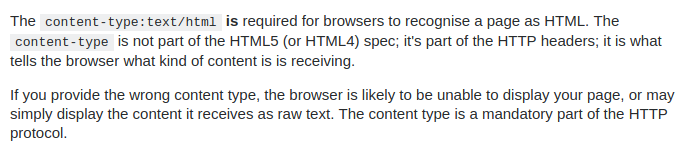 The content-type:text/html is required for browsers to recognise a page as HTML. The
content-type is not part of the HTML5 (or HTML4) spec; it's part of the HTTP headers; it is what
tells the browser what kind of content is is receiving.
If you provide the wrong content type, the browser is likely to be unable to display your page, or may
simply display the content it receives as raw text. The content type is a mandatory part of the HTTP
protocol.